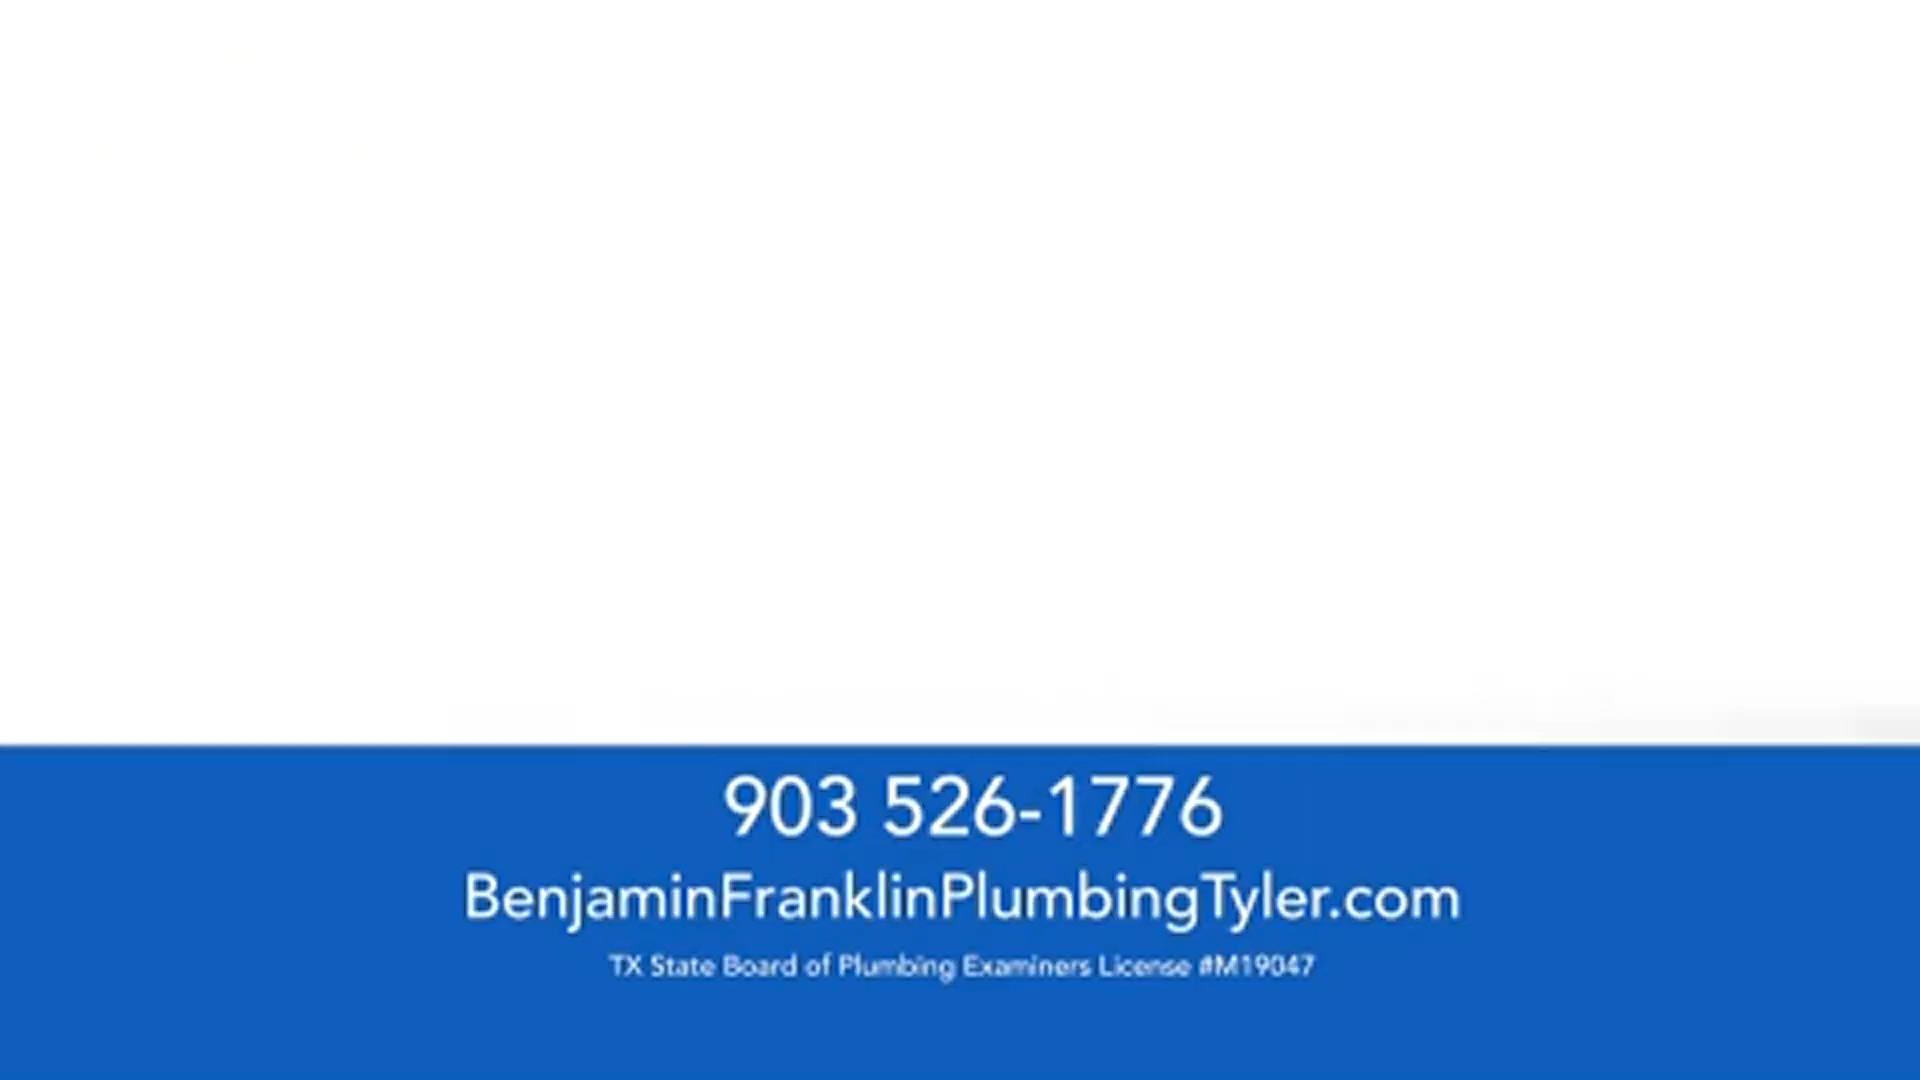 903 526-1776
BenjaminFranklinPlumbingTyler.com
TX State Board of Plumbing Examiners License #M19047